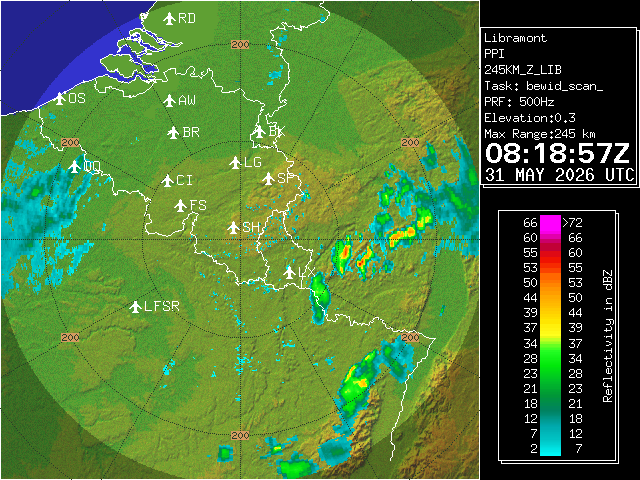 RD
200
OS
AW
BR
BK
200
200
LG
CI
SP
FS
SH
LX
LFSR
200
200
200
Libramont
PPI
245KM_Z_LIB
Task: bewid_scan_
PRF: 500Hz
Elevation:0.3
Max Range:245 km
08:18:57Z
31 MAY 2026 UTC
66 >72
60 66
55 60
53 55
50 53
44 50
39 44
37 39
34 37
28 34
23 28
21 23
18 21
12 18
7 12
2 7
Reflectivity in dBZ